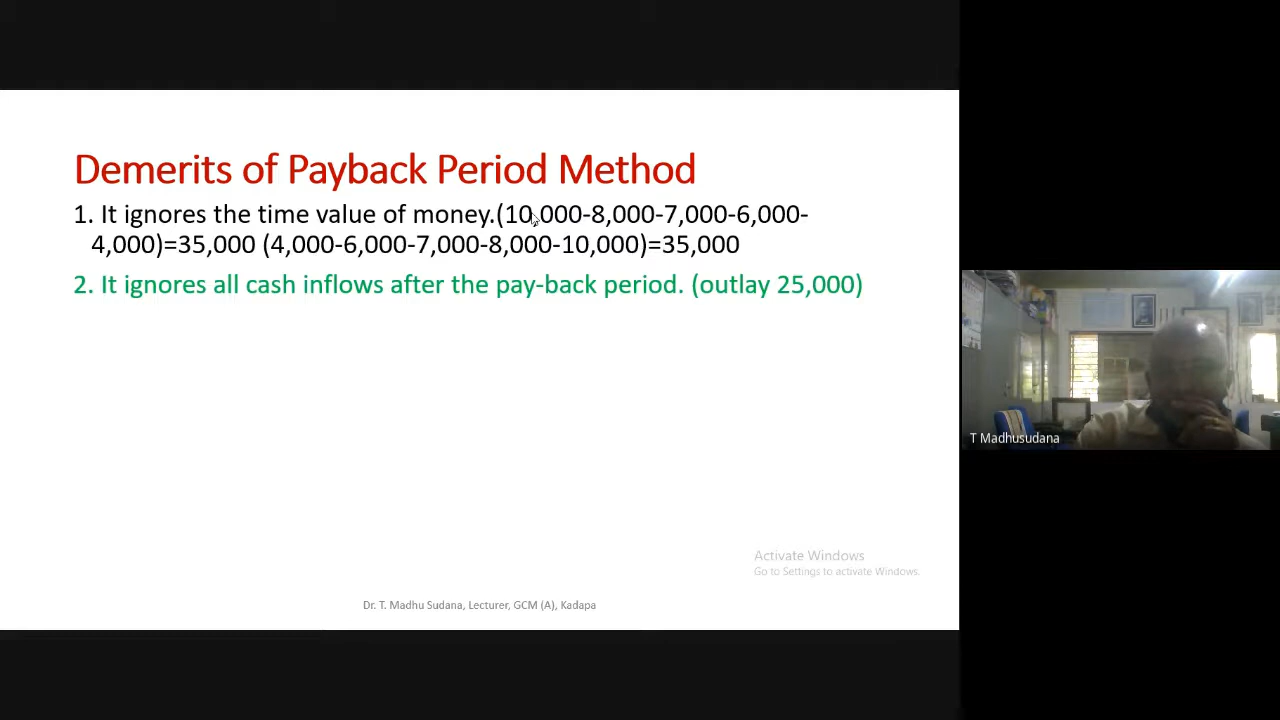 Demerits of Payback Period Method
1. It ignores the time value of money.(10,000-8,000-7,000-6,000-
4,000)=35,000 (4,000-6,000-7,000-8,000-10,000)=35,000
2. It ignores all cash inflows after the pay-back period. (outlay 25,000)
T Madhusudana
Activate Windows
Go to Settings to activate Windows.
Dr. T. Madhu Sudana, Lecturer, GCM (A), Kadapa